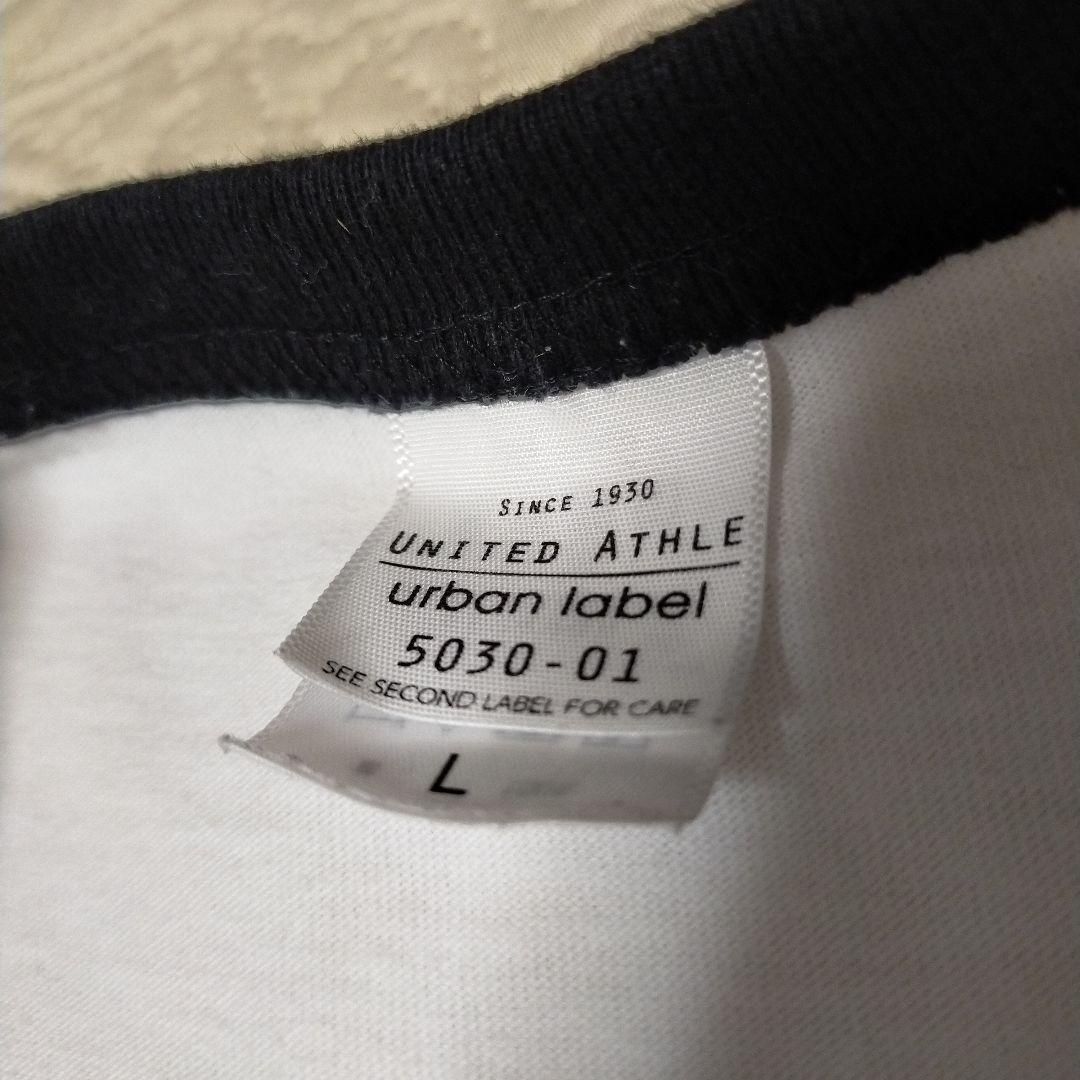 SINCE 1930
UNITED ATHLE
urban label
5030-01
SEE SECOND LABEL FOR CARE
L